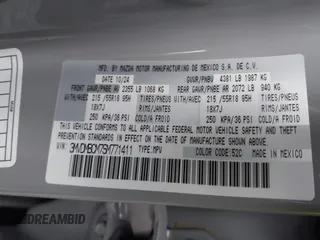 MFD. BY MAZDA MOTOR MANUFACTURING DE MEXICO S.A. DE C.V.
DATE 10/24 GVWR/PNBV 4381 LB 1987 KG
FRONT GAWR/PNBE AV 2355 LB 1068 KG REAR GAWR/PNBE AR 2072 LB 940 KG
WITH/AVEC 215/55R18 95H TIRES/PNEUS WITH/AVEC 215/55R18 95H TIRES/PNEUS
18X7J RIMS/JANTES 18X7J RIMS/JANTES
250 KPA/36 PSI COLD/FROID 250 KPA/36 PSI COLD/FROID
THIS VEHICLE CONFORMS TO ALL APPLICABLE FEDERAL MOTOR VEHICLE SAFETY, BUMPER, AND THEFT
PREVENTION STANDARDS IN EFFECT ON THE DATE OF MANUFACTURE SHOWN ABOVE.
3MVDMBCM7SM771411 TYPE:MPV COLOR CODE:52C
MADE IN MEXICO
©DREAMBID